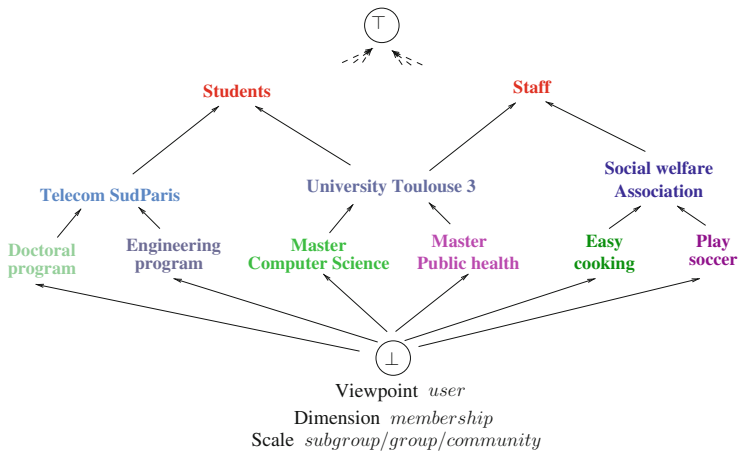 ⊤
Students
Staff
Telecom SudParis
University Toulouse 3
Social welfare
Association
Doctoral
program
Engineering
program
Master
Computer Science
Master
Public health
Easy
cooking
Play
soccer
⊥
Viewpoint user
Dimension membership
Scale subgroup/group/community